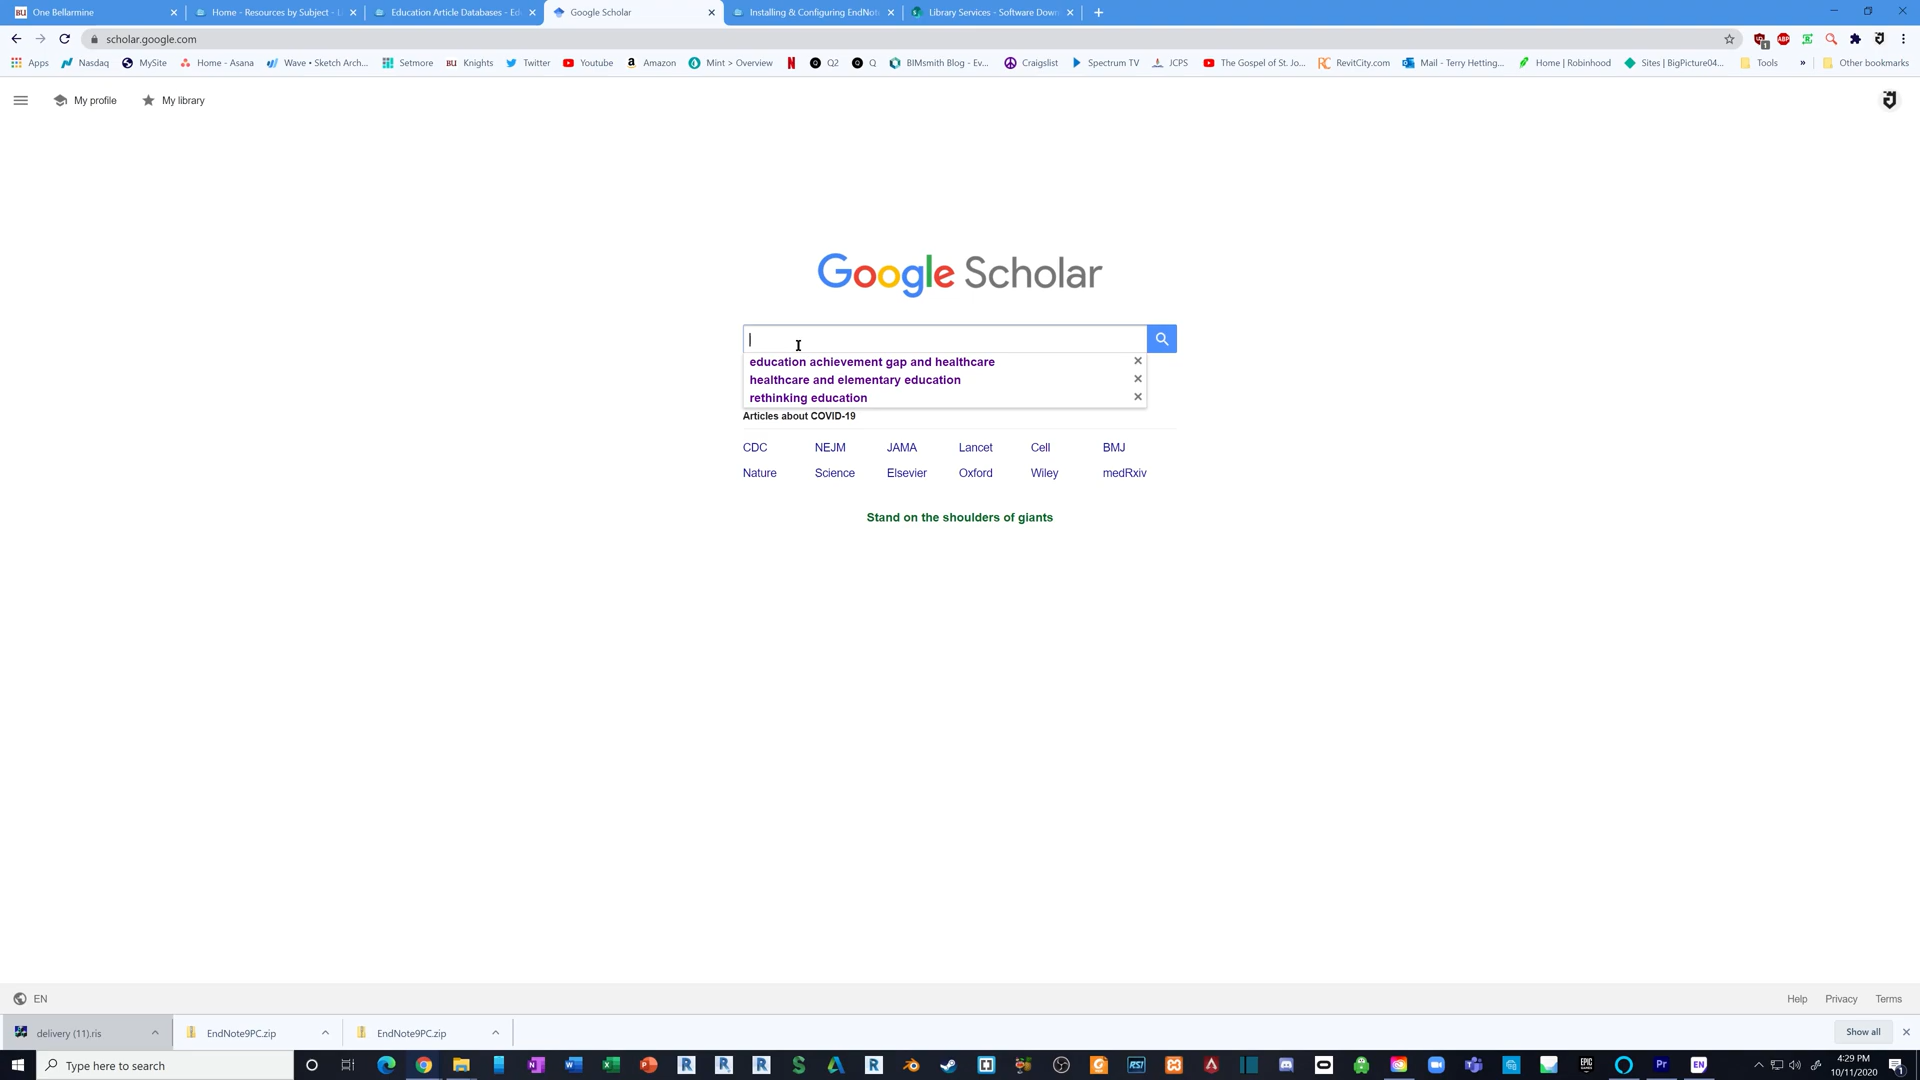 One Bellarmine
Home - Resources by Subject - L
Education Article Databases - Ed
Google Scholar
Installing & Configuring EndNot
Library Services - Software Dow
scholar.google.com
Apps
Nasdaq
MySite
Home - Asana
Wave • Sketch Arch...
Setmore
BU Knights
Twitter
Youtube
Amazon
Mint > Overview
Q2
Q
BIMsmith Blog - Ev...
Craigslist
Spectrum TV
JCPS
The Gospel of St. Jo...
RevitCity.com
Mail - Terry Hetting...
Home | Robinhood
Sites | BigPicture04...
Tools
»
Other bookmarks
My profile
My library
Google Scholar
education achievement gap and healthcare
healthcare and elementary education
rethinking education
Articles about COVID-19
CDC NEJM JAMA Lancet Cell BMJ
Nature Science Elsevier Oxford Wiley medRxiv
Stand on the shoulders of giants
EN
Help Privacy Terms
delivery (11).ris
EndNote9PC.zip
EndNote9PC.zip
Show all
Type here to search
4:29 PM
10/11/2020